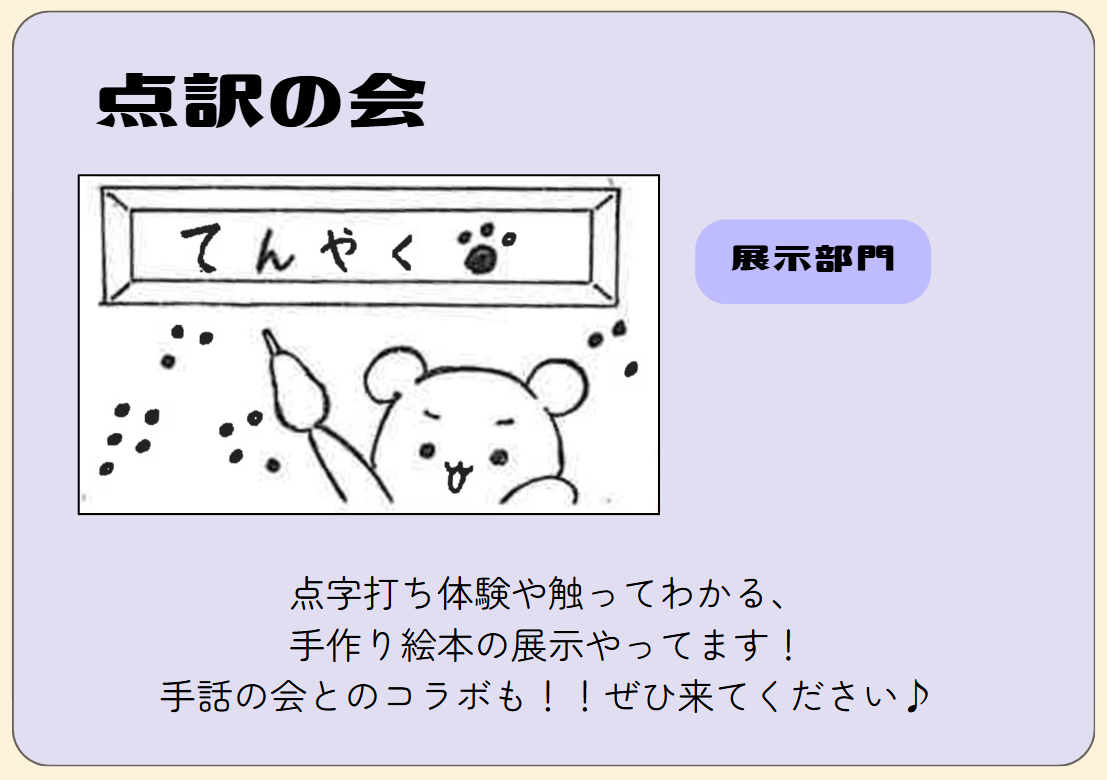 点訳の会
てんやく
展示部門
点字打ち体験や触ってわかる、
手作り絵本の展示やってます！
手話の会とのコラボも！！ぜひ来てください♪